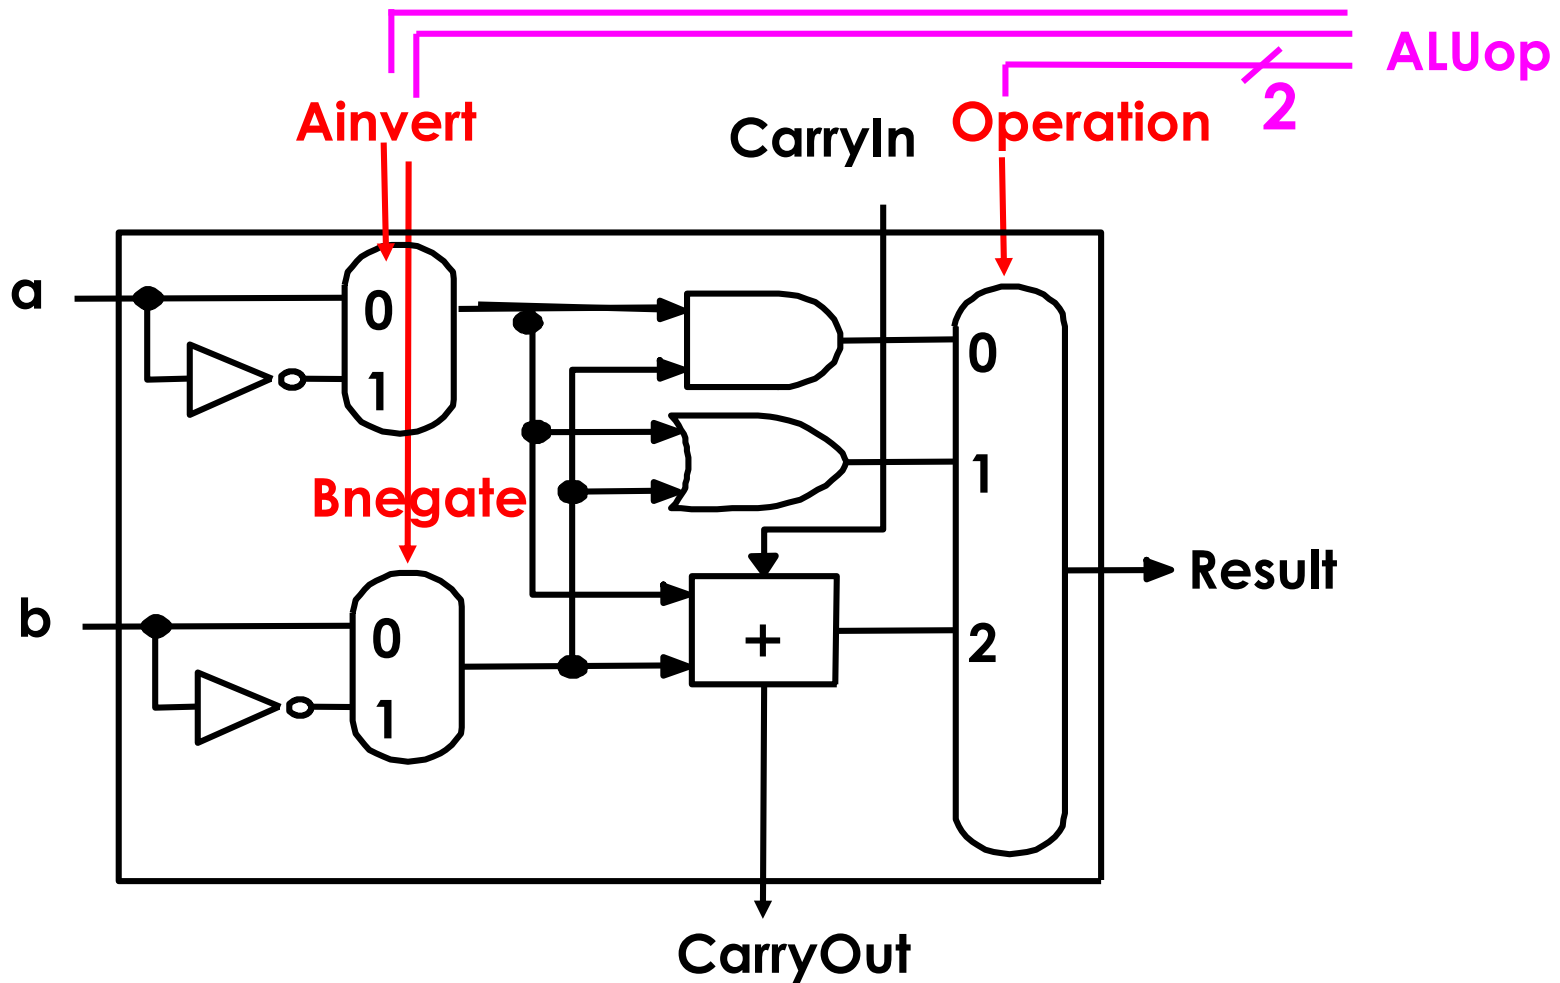 ALUop
2
Ainvert
CarryIn
Operation
a
0
1
0
1
Bnegate
Result
b
0
1
+
2
CarryOut